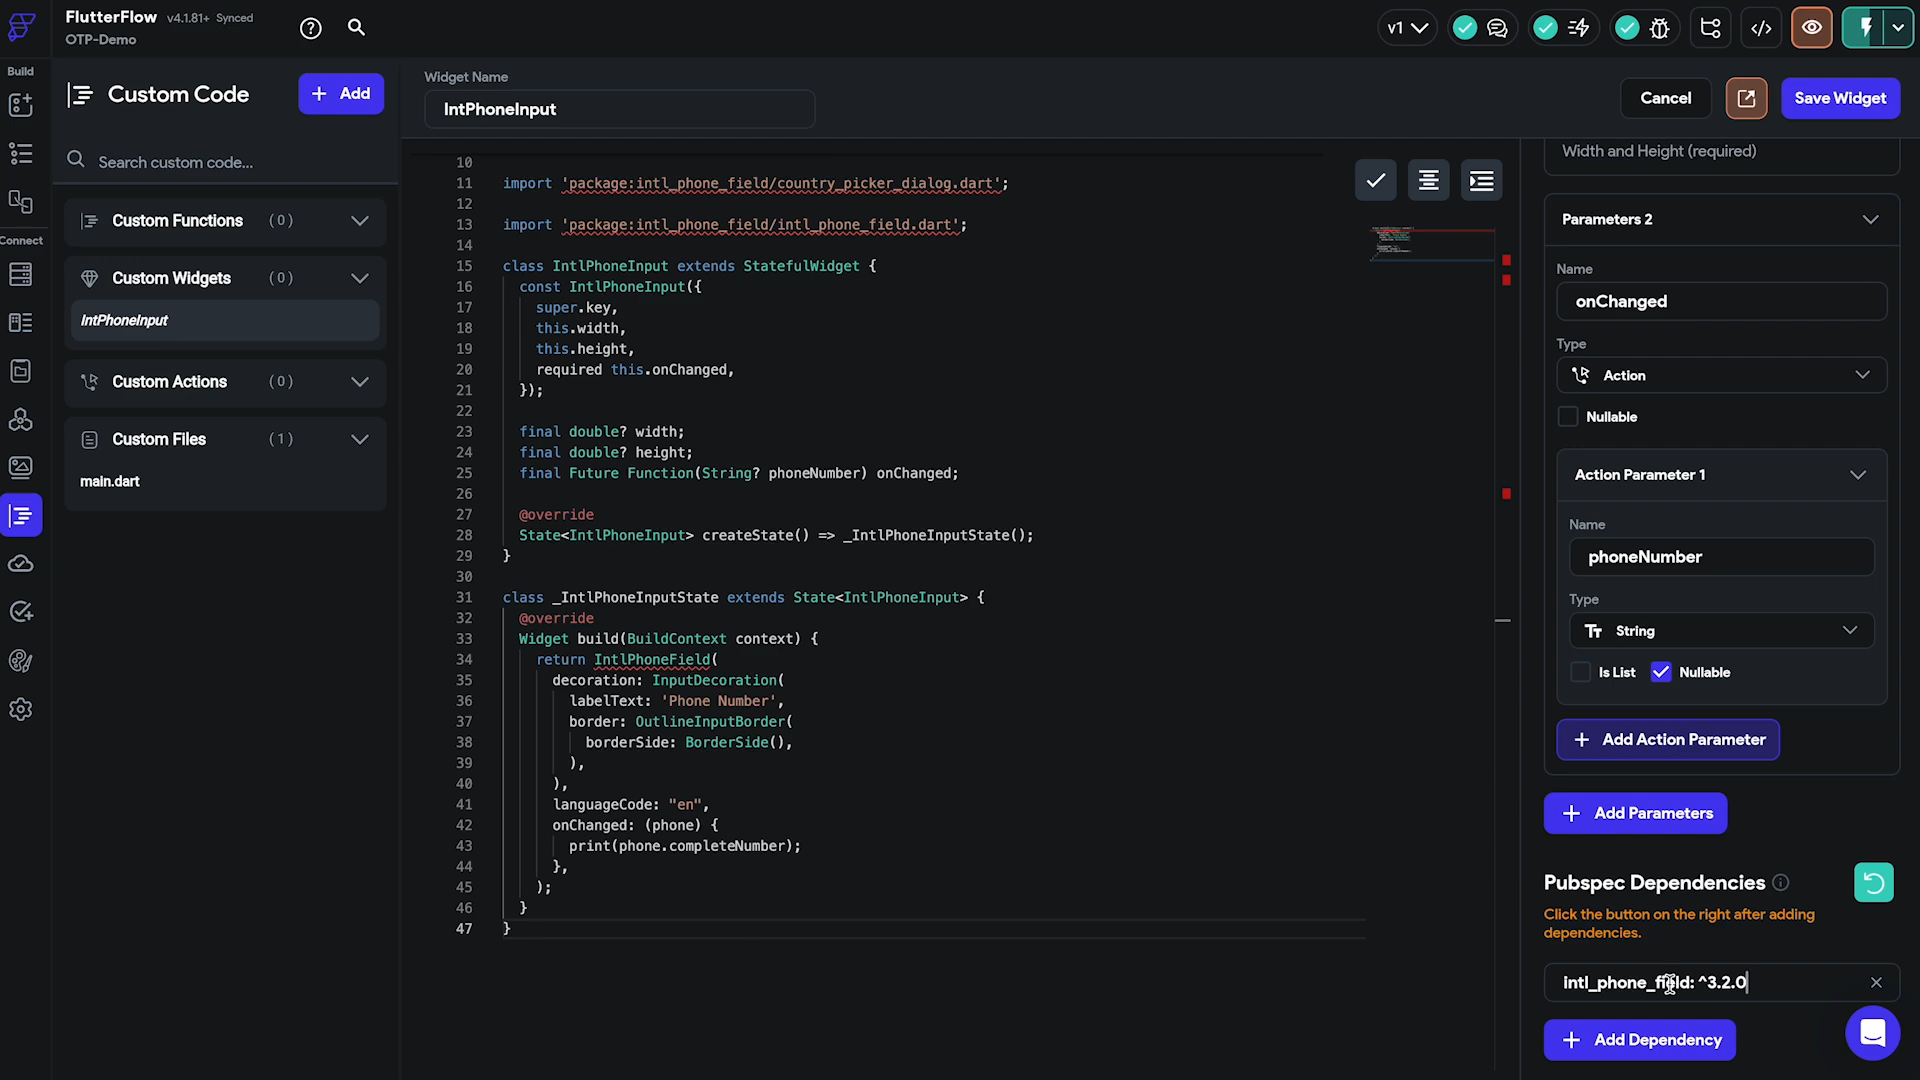 FlutterFlow v4.1.81+ Synced
OTP-Demo
v1
Build
Custom Code
Add
Search custom code...
Custom Functions (0)
Custom Widgets (0)
IntPhoneInput
Custom Actions (0)
Custom Files (1)
main.dart
Connect
Widget Name
IntPhoneInput
Cancel
Save Widget
10
11 import 'package:intl_phone_field/country_picker_dialog.dart';
12
13 import 'package:intl_phone_field/intl_phone_field.dart';
14
15 class IntlPhoneInput extends StatefulWidget {
16 const IntlPhoneInput({
17 super.key,
18 this.width,
19 this.height,
20 required this.onChanged,
21 });
22
23 final double? width;
24 final double? height;
25 final Future Function(String? phoneNumber) onChanged;
26
27 @override
28 State<IntlPhoneInput> createState() => _IntlPhoneInputState();
29 }
30
31 class _IntlPhoneInputState extends State<IntlPhoneInput> {
32 @override
33 Widget build(BuildContext context) {
34 return IntlPhoneField(
35 decoration: InputDecoration(
36 labelText: 'Phone Number',
37 border: OutlineInputBorder(
38 borderSide: BorderSide(),
39 ),
40 ),
41 languageCode: "en",
42 onChanged: (phone) {
43 print(phone.completeNumber);
44 },
45 );
46 }
47 }
Width and Height (required)
Parameters 2
Name
onChanged
Type
Action
Nullable
Action Parameter 1
Name
phoneNumber
Type
String
Is List Nullable
Add Action Parameter
Add Parameters
Pubspec Dependencies
Click the button on the right after adding
dependencies.
intl_phone_field: ^3.2.0
Add Dependency